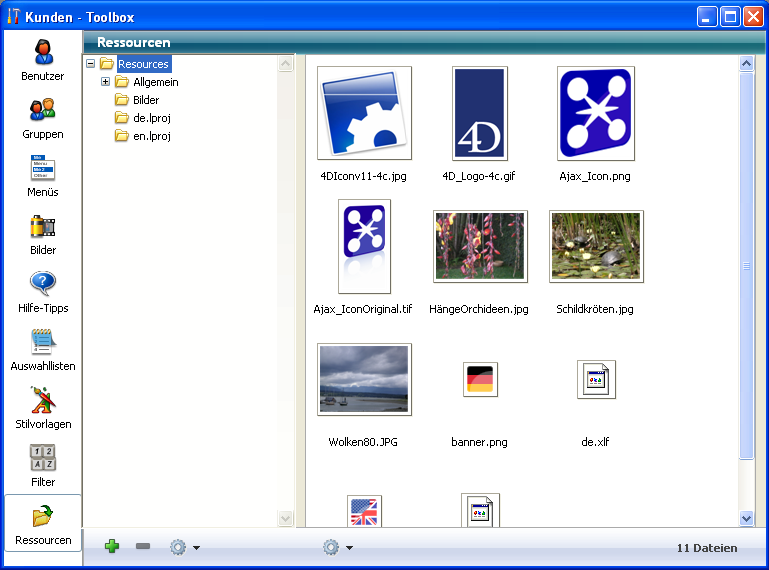 Kunden - Toolbox
Benutzer
Gruppen
Menüs
Bilder
Hilfe-Tipps
Auswahllisten
Stilvorlagen
Filter
Ressourcen
Ressourcen
Resources
Allgemein
Bilder
de.lproj
en.lproj
4D
4DIconv11-4c.jpg
4D_Logo-4c.gif
Ajax_Icon.png
Ajax_IconOriginal.tif
HängeOrchideen.jpg
Schildkröten.jpg
Wolken80.JPG
banner.png
de.xlf
11 Dateien